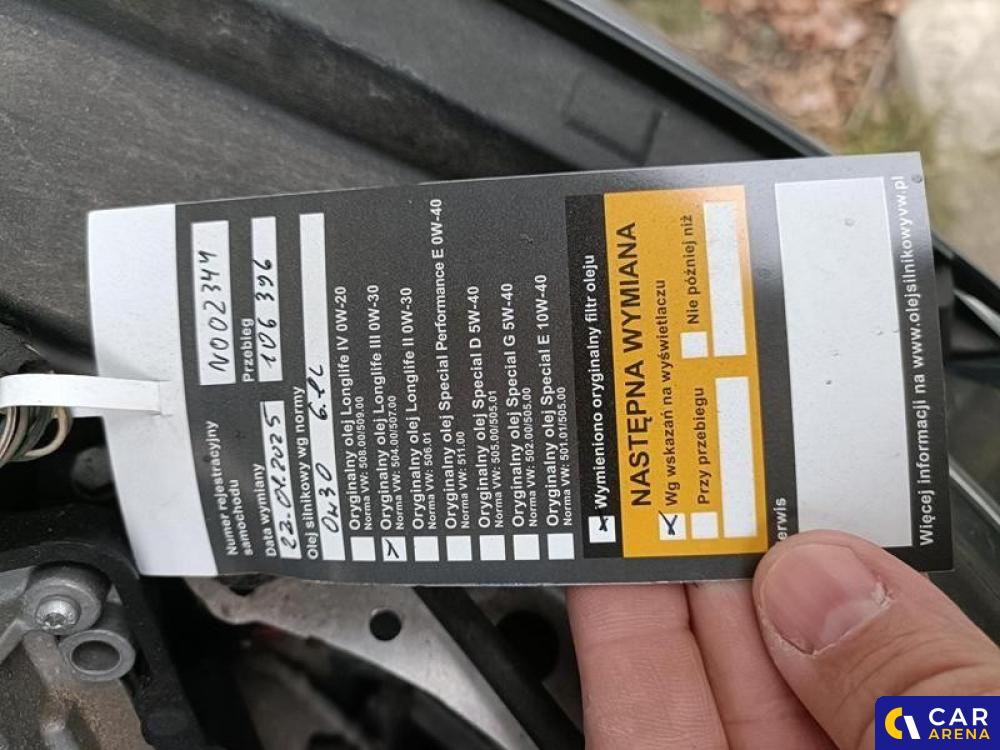 Numer rejestracyjny
samochodu
N002344
Data wymiany
Przebieg
22.01.2025
106 396
Olej silnikowy wg normy
0w30
Oryginalny olej Longlife IV 0W-20
Norma VW: 508.00/509.00
Oryginalny olej Longlife III 0W-30
Norma VW: 504.00/507.00
Oryginalny olej Longlife II 0W-30
Norma VW: 506.01
Oryginalny olej Special Performance E 0W-40
Norma VW: 511.00
Oryginalny olej Special D 5W-40
Norma VW: 505.00/505.01
Oryginalny olej Special G 5W-40
Norma VW: 502.00/505.00
Oryginalny olej Special E 10W-40
Norma VW: 501.01/505.00
Wymieniono oryginalny filtr oleju
NASTĘPNA WYMIANA
Wg wskazań na wyświetlaczu
Przy przebiegu
Nie później niż
erwis
Więcej informacji na www.olejsilnikowyvw.pl
CAR
ARENA